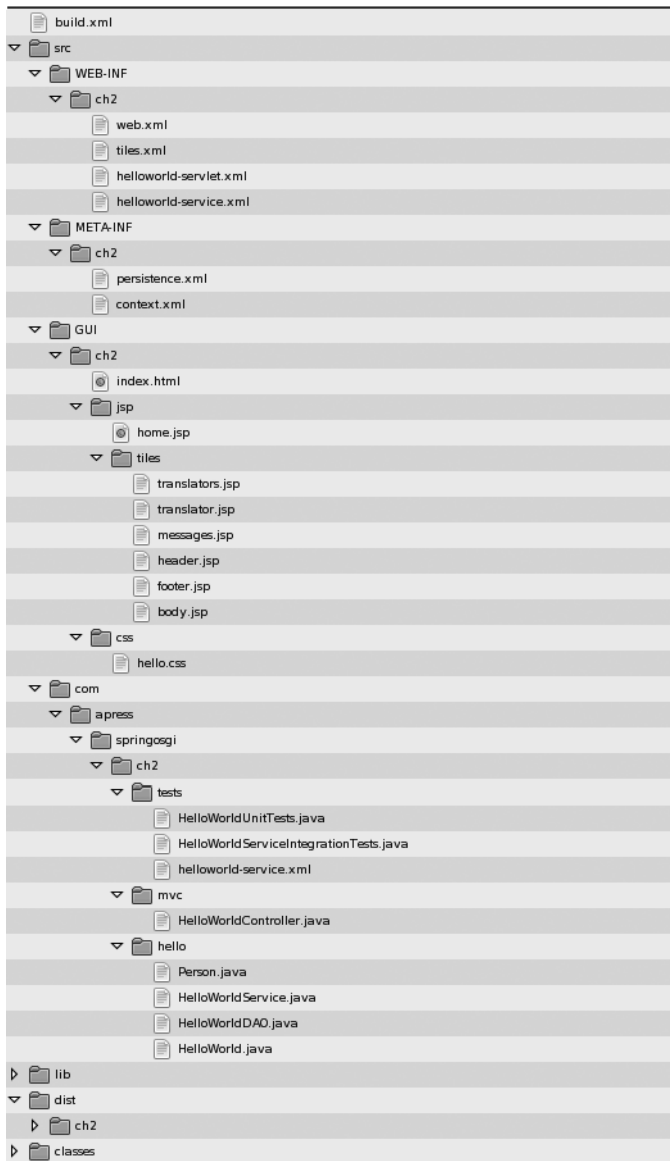 build.xml
src
WEB-INF
ch2
web.xml
tiles.xml
helloworld-servlet.xml
helloworld-service.xml
META-INF
ch2
persistence.xml
context.xml
GUI
ch2
index.html
jsp
home.jsp
tiles
translators.jsp
translator.jsp
messages.jsp
header.jsp
footer.jsp
body.jsp
css
hello.css
com
apress
springosgi
ch2
tests
HelloWorldUnitTests.java
HelloWorldServiceIntegrationTests.java
helloworld-service.xml
mvc
HelloWorldController.java
hello
Person.java
HelloWorldService.java
HelloWorldDAO.java
HelloWorld.java
lib
dist
ch2
classes